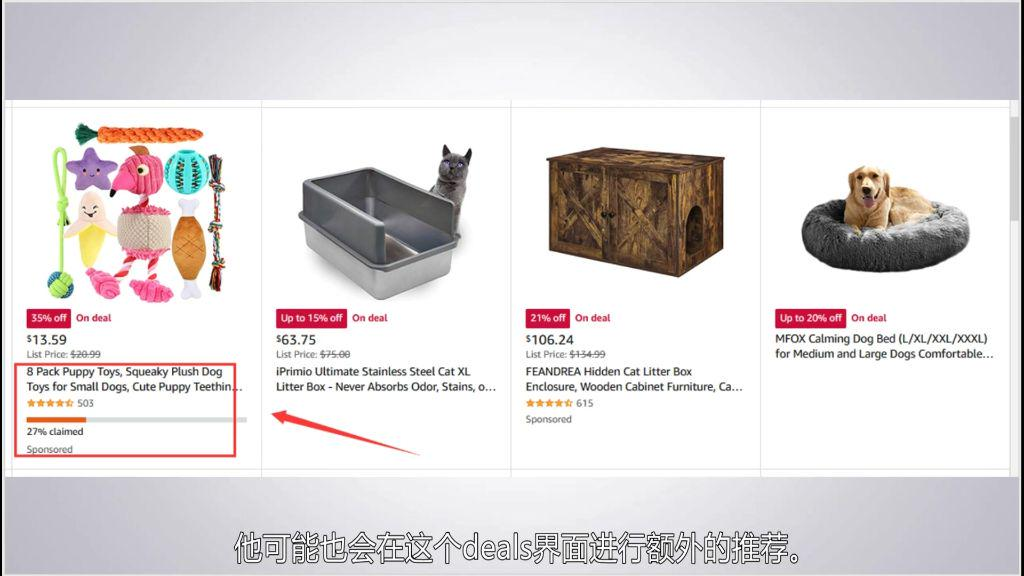 35% off On deal
$13.59
List Price: $20.99
8 Pack Puppy Toys, Squeaky Plush Dog
Toys for Small Dogs, Cute Puppy Teethin…
503
27% claimed
Sponsored
Up to 15% off On deal
$63.75
List Price: $75.00
iPrimio Ultimate Stainless Steel Cat XL
Litter Box - Never Absorbs Odor, Stains, o…
21% off On deal
$106.24
List Price: $134.99
FEANDREA Hidden Cat Litter Box
Enclosure, Wooden Cabinet Furniture, Ca…
615
Sponsored
Up to 20% off On deal
MFOX Calming Dog Bed (L/XL/XXL/XXXL)
for Medium and Large Dogs Comfortable…
他可能也会在这个deals界面进行额外的推荐。